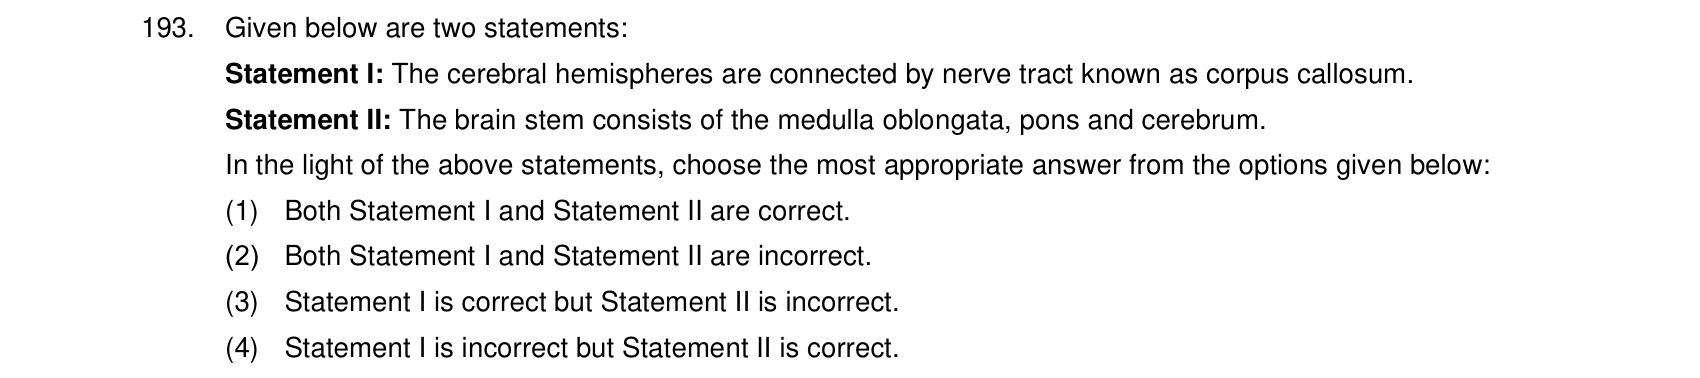 193. Given below are two statements:
Statement I: The cerebral hemispheres are connected by nerve tract known as corpus callosum.
Statement II: The brain stem consists of the medulla oblongata, pons and cerebrum.
In the light of the above statements, choose the most appropriate answer from the options given below:
(1) Both Statement I and Statement II are correct.
(2) Both Statement I and Statement II are incorrect.
(3) Statement I is correct but Statement II is incorrect.
(4) Statement I is incorrect but Statement II is correct.